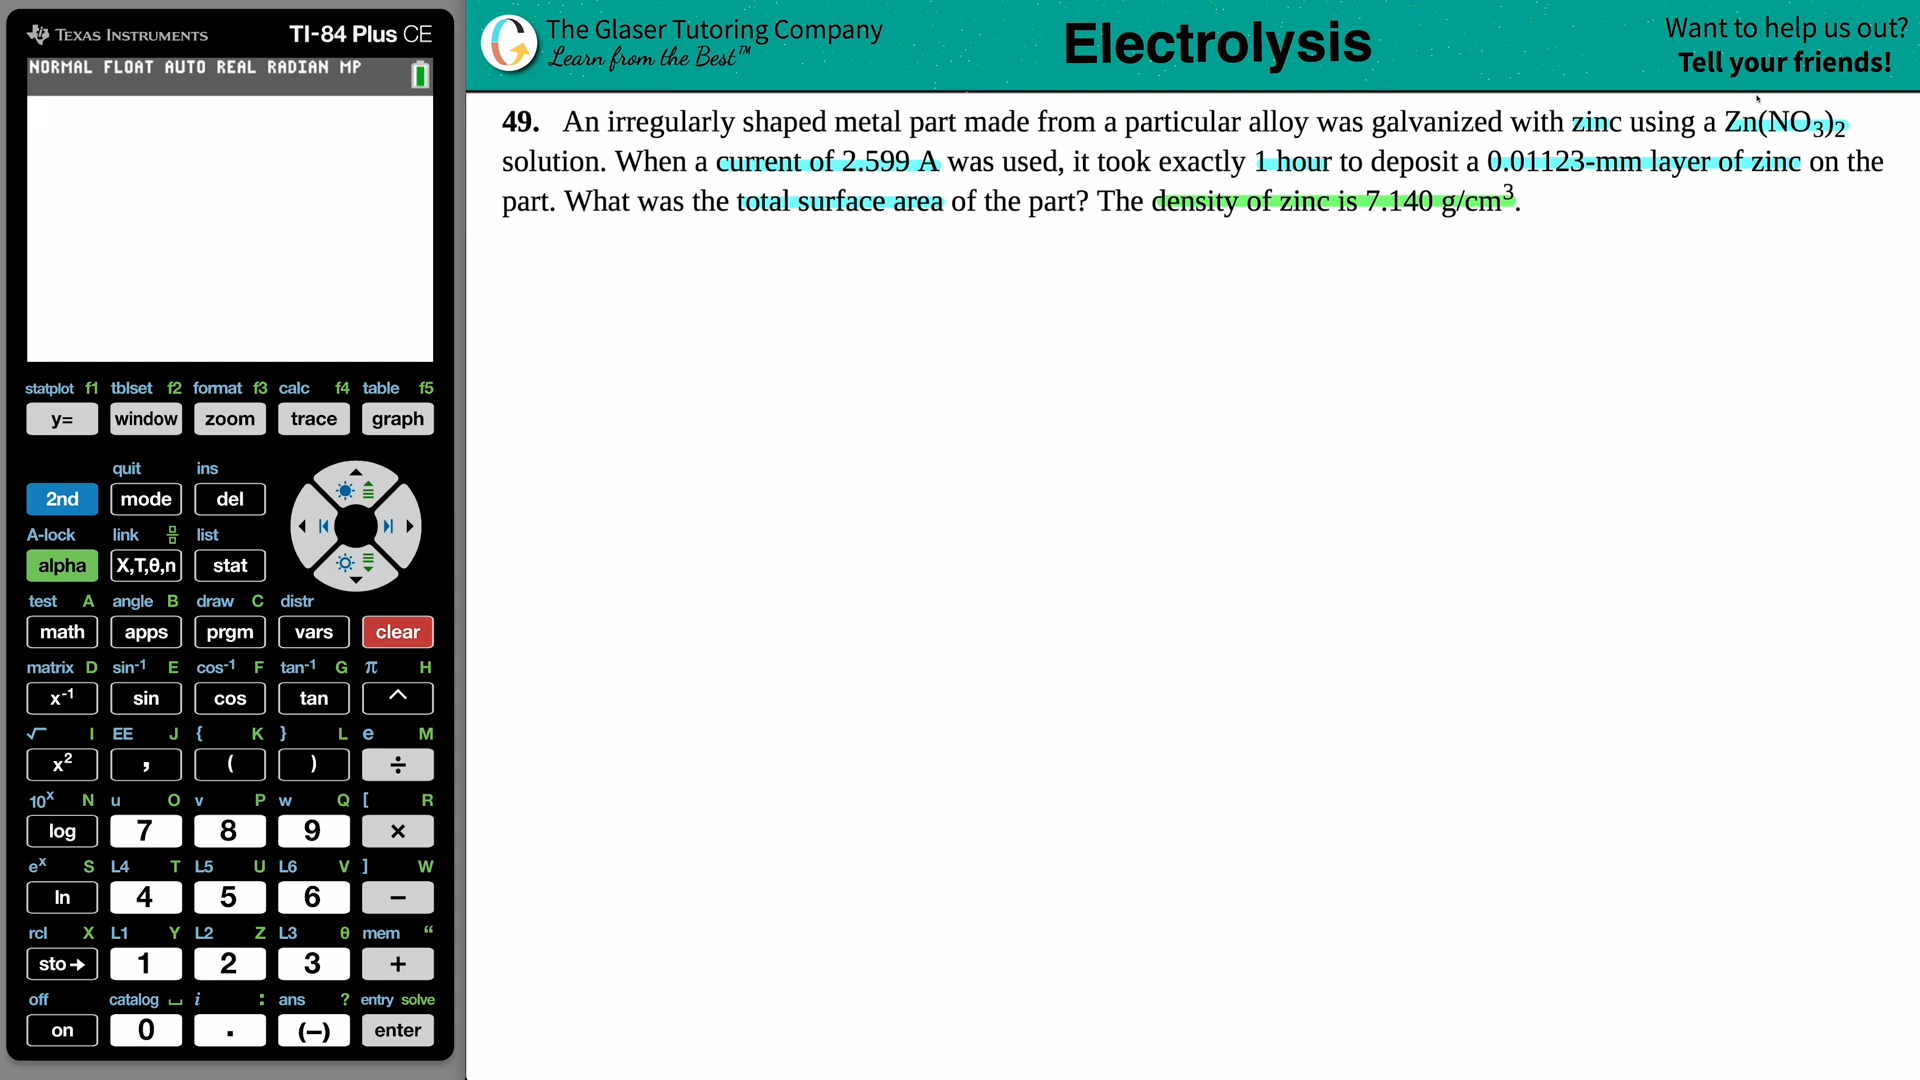 TEXAS INSTRUMENTS TI-84 Plus CE
NORMAL FLOAT AUTO REAL RADIAN MP
statplot f1 tblset f2 format f3 calc f4 table f5
y= window zoom trace graph
quit ins
2nd mode del
A-lock link list
alpha X,T,θ,n stat
test A angle B draw C distr
math apps prgm vars clear
matrix D sin⁻¹ E cos⁻¹ F tan⁻¹ G π H
x⁻¹ sin cos tan ^
√ I EE J { K } L e M
x² , ( ) ÷
10ˣ N u O v P w Q [ R
log 7 8 9 ×
eˣ S L4 T L5 U L6 V ] W
ln 4 5 6 −
rcl X L1 Y L2 Z L3 θ mem “
sto→ 1 2 3 +
off catalog ⎵ i : ans ? entry solve
on 0 . (−) enter
The Glaser Tutoring Company
Learn from the Best™
Electrolysis
Want to help us out?
Tell your friends!
49. An irregularly shaped metal part made from a particular alloy was galvanized with zinc using a Zn(NO₃)₂
solution. When a current of 2.599 A was used, it took exactly 1 hour to deposit a 0.01123-mm layer of zinc on the
part. What was the total surface area of the part? The density of zinc is 7.140 g/cm³.